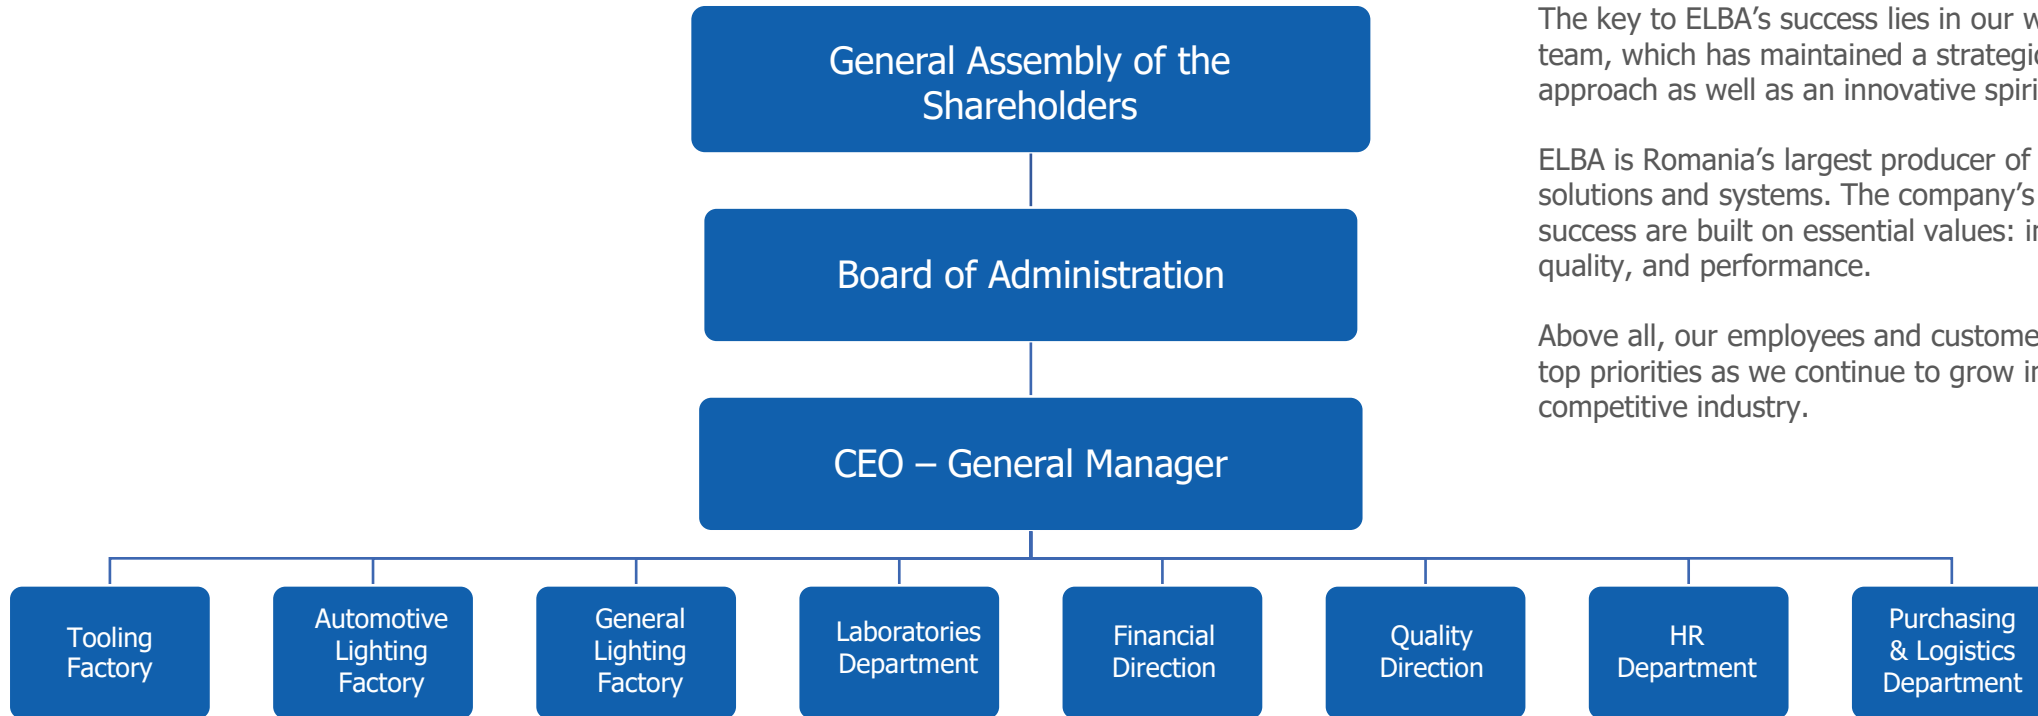 General Assembly of the
Shareholders
Board of Administration
CEO – General Manager
Tooling
Factory
Automotive
Lighting
Factory
General
Lighting
Factory
Laboratories
Department
Financial
Direction
Quality
Direction
HR
Department
Purchasing
& Logistics
Department
The key to ELBA’s success lies in our
team, which has maintained a
approach as well as an innovative
ELBA is Romania’s largest producer of
solutions and systems. The company’s
success are built on essential values:
quality, and performance.
Above all, our employees and
top priorities as we continue to grow
competitive industry.